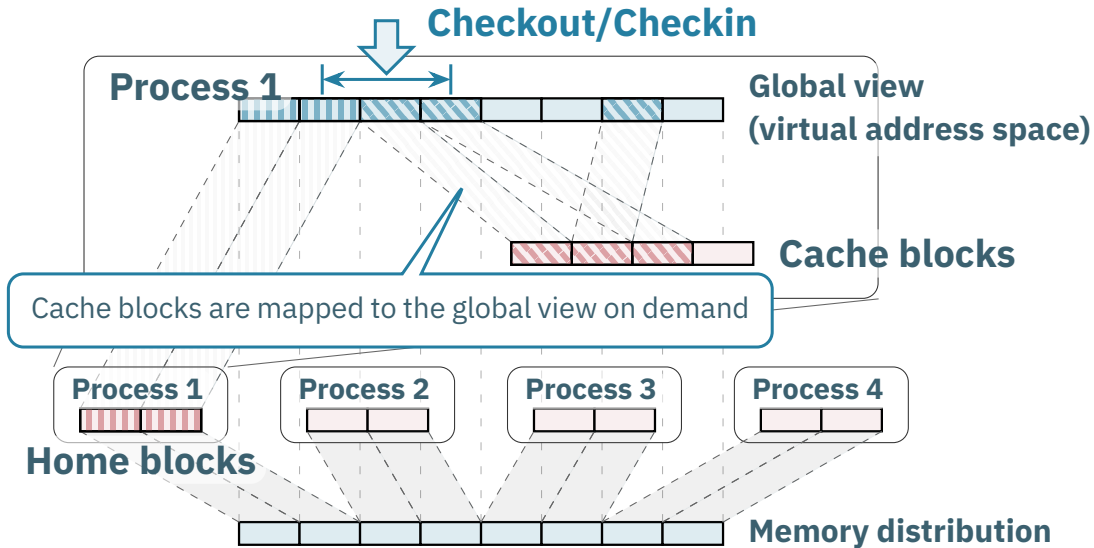 Checkout/Checkin
Process 1
Global view
(virtual address space)
Cache blocks
Cache blocks are mapped to the global view on demand
Process 1
Process 2
Process 3
Process 4
Home blocks
Memory distribution